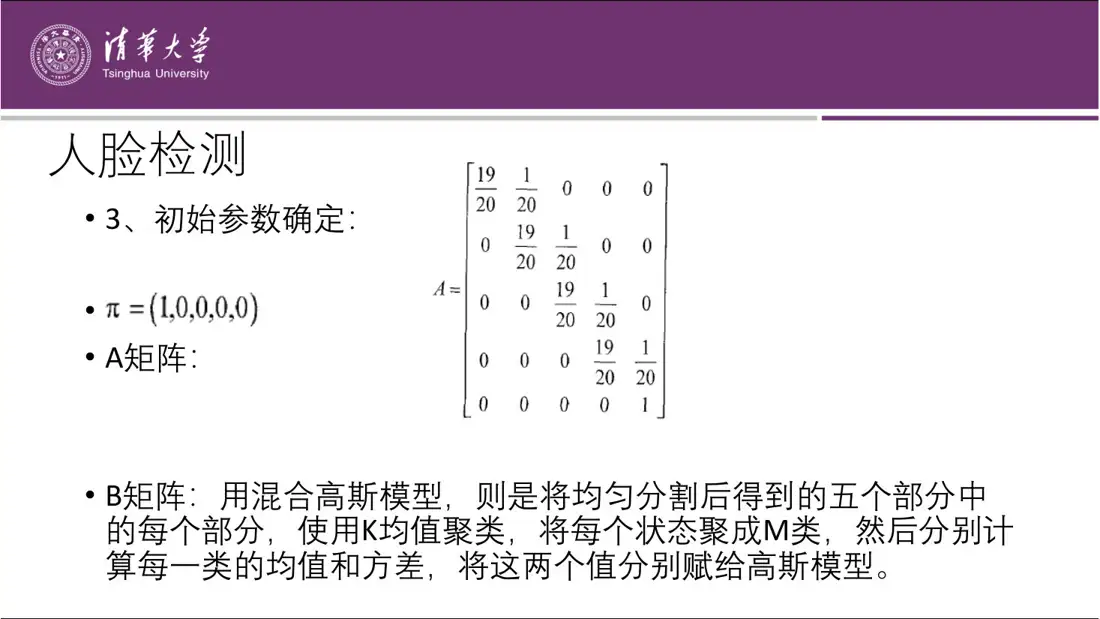 清华大学
Tsinghua University
人脸检测
• 3、初始参数确定：
• π = (1,0,0,0,0)
• A矩阵：
A=
19/20 1/20 0 0 0
0 19/20 1/20 0 0
0 0 19/20 1/20 0
0 0 0 19/20 1/20
0 0 0 0 1
• B矩阵：用混合高斯模型，则是将均匀分割后得到的五个部分中
的每个部分，使用K均值聚类，将每个状态聚成M类，然后分别计
算每一类的均值和方差，将这两个值分别赋给高斯模型。